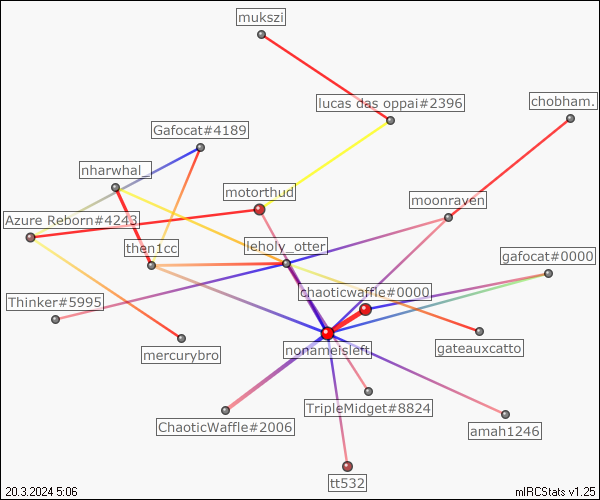 mukszi
lucas das oppai#2396
chobham.
Gafocat#4189
nharwhal_
motorthud
moonraven
Azure Reborn#4243
then1cc
leholy_otter
gafocat#0000
chaoticwaffle#0000
Thinker#5995
mercurybro
nonameisleft
gateauxcatto
TripleMidget#8824
ChaoticWaffle#2006
amah1246
tt532
20.3.2024 5:06
mIRCStats v1.25